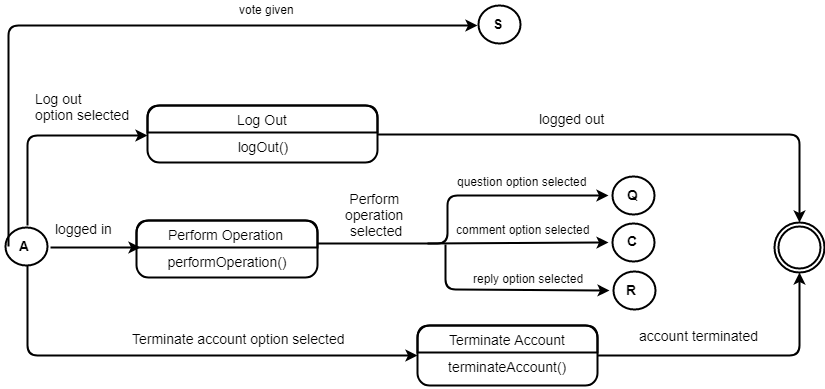 vote given
S
Log out
option selected
Log Out
logOut()
logged out
A
logged in
Perform Operation
performOperation()
Perform
operation
selected
question option selected
Q
comment option selected
C
reply option selected
R
Terminate account option selected
Terminate Account
terminateAccount()
account terminated